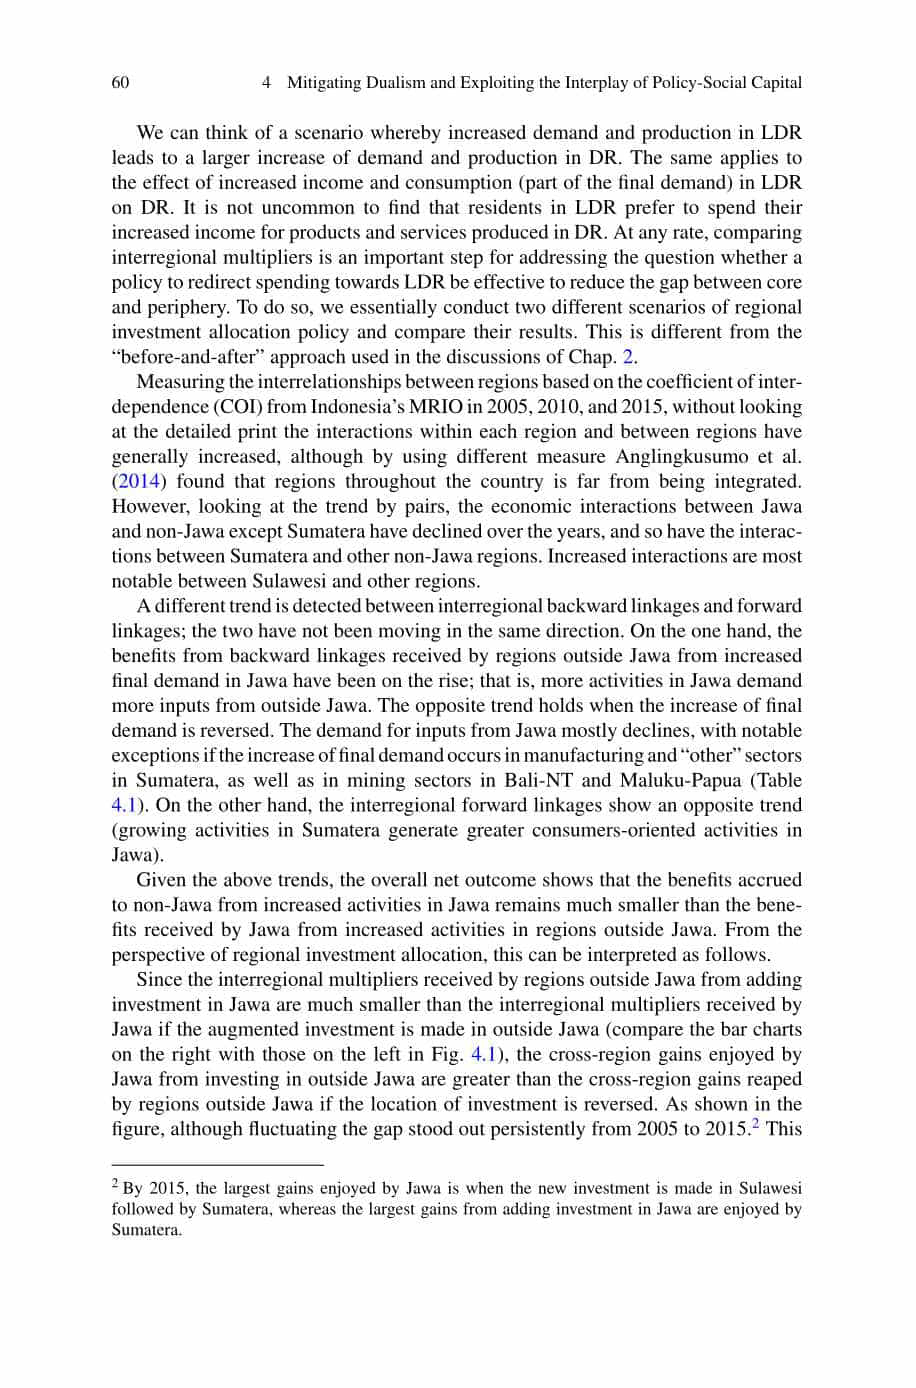 60 4 Mitigating Dualism and Exploiting the Interplay of Policy-Social Capital
We can think of a scenario whereby increased demand and production in LDR
leads to a larger increase of demand and production in DR. The same applies to
the effect of increased income and consumption (part of the final demand) in LDR
on DR. It is not uncommon to find that residents in LDR prefer to spend their
increased income for products and services produced in DR. At any rate, comparing
interregional multipliers is an important step for addressing the question whether a
policy to redirect spending towards LDR be effective to reduce the gap between core
and periphery. To do so, we essentially conduct two different scenarios of regional
investment allocation policy and compare their results. This is different from the
“before-and-after” approach used in the discussions of Chap. 2.
Measuring the interrelationships between regions based on the coefficient of inter-
dependence (COI) from Indonesia’s MRIO in 2005, 2010, and 2015, without looking
at the detailed print the interactions within each region and between regions have
generally increased, although by using different measure Anglingkusumo et al.
(2014) found that regions throughout the country is far from being integrated.
However, looking at the trend by pairs, the economic interactions between Jawa
and non-Jawa except Sumatera have declined over the years, and so have the interac-
tions between Sumatera and other non-Jawa regions. Increased interactions are most
notable between Sulawesi and other regions.
A different trend is detected between interregional backward linkages and forward
linkages; the two have not been moving in the same direction. On the one hand, the
benefits from backward linkages received by regions outside Jawa from increased
final demand in Jawa have been on the rise; that is, more activities in Jawa demand
more inputs from outside Jawa. The opposite trend holds when the increase of final
demand is reversed. The demand for inputs from Jawa mostly declines, with notable
exceptions if the increase of final demand occurs in manufacturing and “other” sectors
in Sumatera, as well as in mining sectors in Bali-NT and Maluku-Papua (Table
4.1). On the other hand, the interregional forward linkages show an opposite trend
(growing activities in Sumatera generate greater consumers-oriented activities in
Jawa).
Given the above trends, the overall net outcome shows that the benefits accrued
to non-Jawa from increased activities in Jawa remains much smaller than the bene-
fits received by Jawa from increased activities in regions outside Jawa. From the
perspective of regional investment allocation, this can be interpreted as follows.
Since the interregional multipliers received by regions outside Jawa from adding
investment in Jawa are much smaller than the interregional multipliers received by
Jawa if the augmented investment is made in outside Jawa (compare the bar charts
on the right with those on the left in Fig. 4.1), the cross-region gains enjoyed by
Jawa from investing in outside Jawa are greater than the cross-region gains reaped
by regions outside Jawa if the location of investment is reversed. As shown in the
figure, although fluctuating the gap stood out persistently from 2005 to 2015.2 This
2 By 2015, the largest gains enjoyed by Jawa is when the new investment is made in Sulawesi
followed by Sumatera, whereas the largest gains from adding investment in Jawa are enjoyed by
Sumatera.